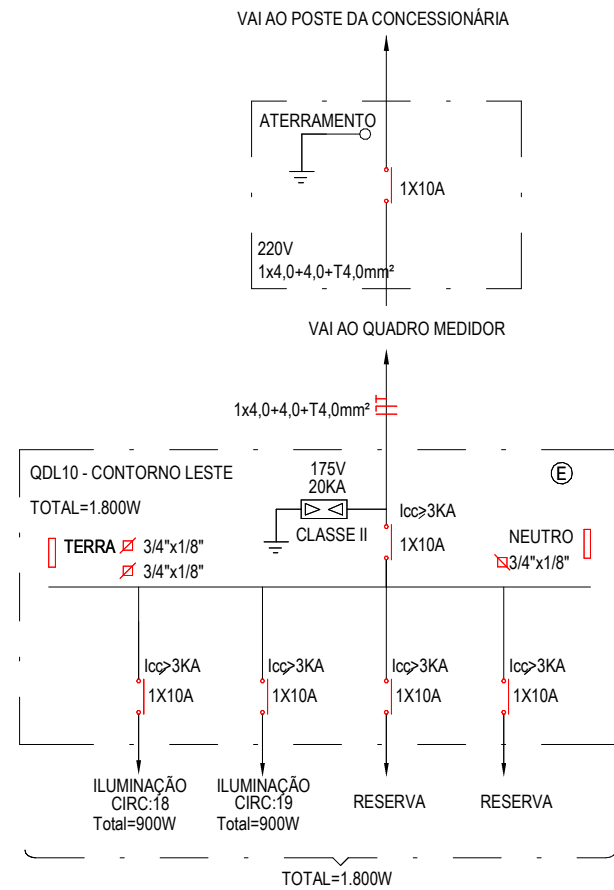 VAI AO POSTE DA CONCESSIONÁRIA
ATERRAMENTO
1X10A
220V
1x4,0+4,0+T4,0mm²
VAI AO QUADRO MEDIDOR
1x4,0+4,0+T4,0mm²
QDL10 - CONTORNO LESTE
TOTAL=1.800W
175V
20KA
CLASSE II
Icc>3KA
1X10A
E
TERRA
3/4"x1/8"
3/4"x1/8"
NEUTRO
3/4"x1/8"
Icc>3KA
1X10A
Icc>3KA
1X10A
Icc>3KA
1X10A
Icc>3KA
1X10A
ILUMINAÇÃO
CIRC:18
Total=900W
ILUMINAÇÃO
CIRC:19
Total=900W
RESERVA
RESERVA
TOTAL=1.800W